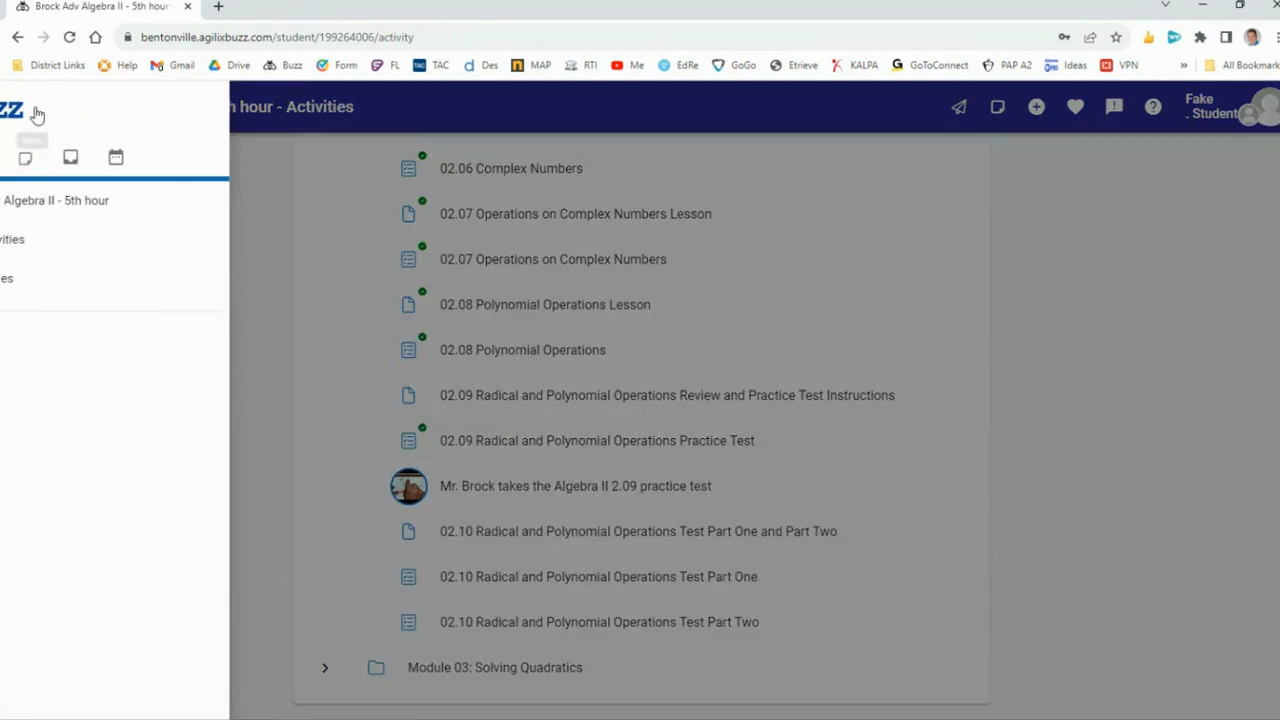 Brock Adv Algebra II - 5th hour
bentonville.agilixbuzz.com/student/199264006/activity
District Links Help Gmail Drive Buzz Form FL TAC Des MAP RTI Me EdRe GoGo Etrieve KALPA GoToConnect PAP A2 Ideas VPN » All Bookmark
zz
h hour - Activities
Fake
. Student
Algebra II - 5th hour
vities
es
02.06 Complex Numbers
02.07 Operations on Complex Numbers Lesson
02.07 Operations on Complex Numbers
02.08 Polynomial Operations Lesson
02.08 Polynomial Operations
02.09 Radical and Polynomial Operations Review and Practice Test Instructions
02.09 Radical and Polynomial Operations Practice Test
Mr. Brock takes the Algebra II 2.09 practice test
02.10 Radical and Polynomial Operations Test Part One and Part Two
02.10 Radical and Polynomial Operations Test Part One
02.10 Radical and Polynomial Operations Test Part Two
Module 03: Solving Quadratics